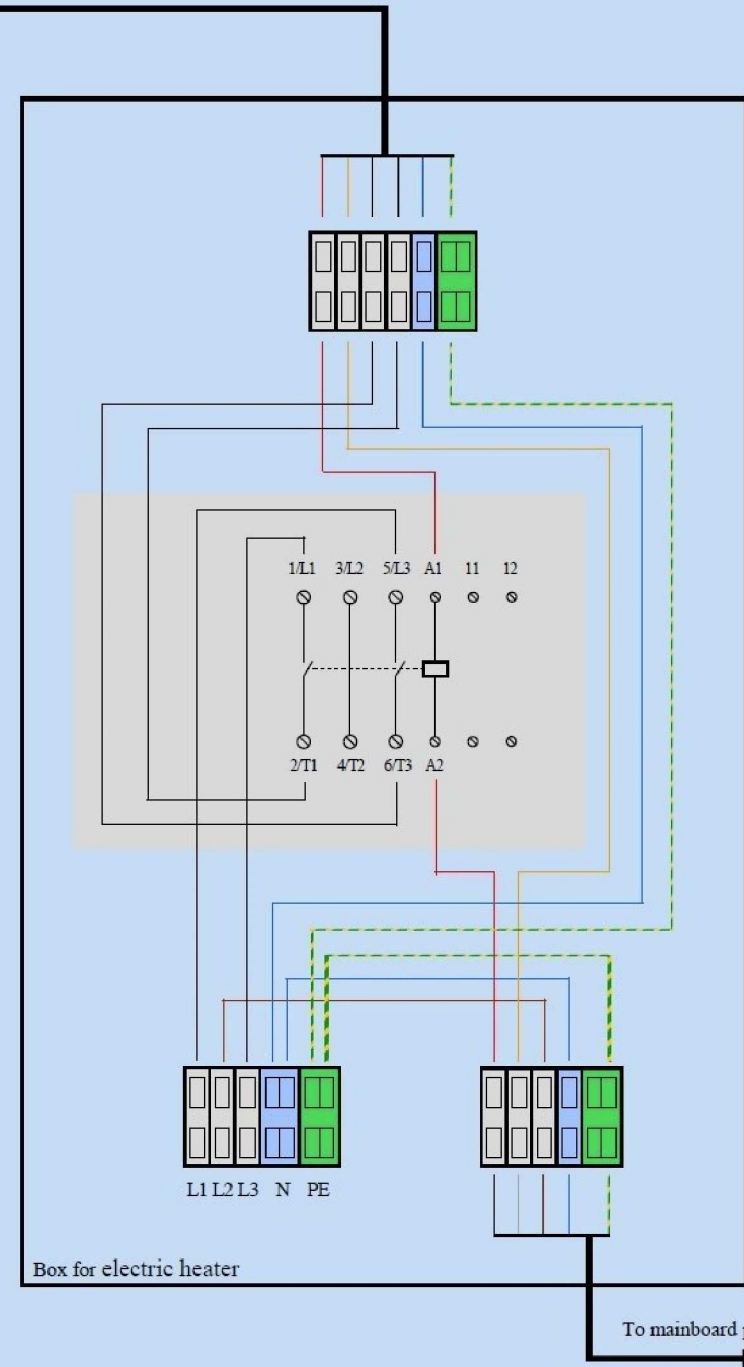 1/L1 3/L2 5/L3 A1 11 12
2/T1 4/T2 6/T3 A2
L1 L2 L3 N PE
Box for electric heater
To mainboard